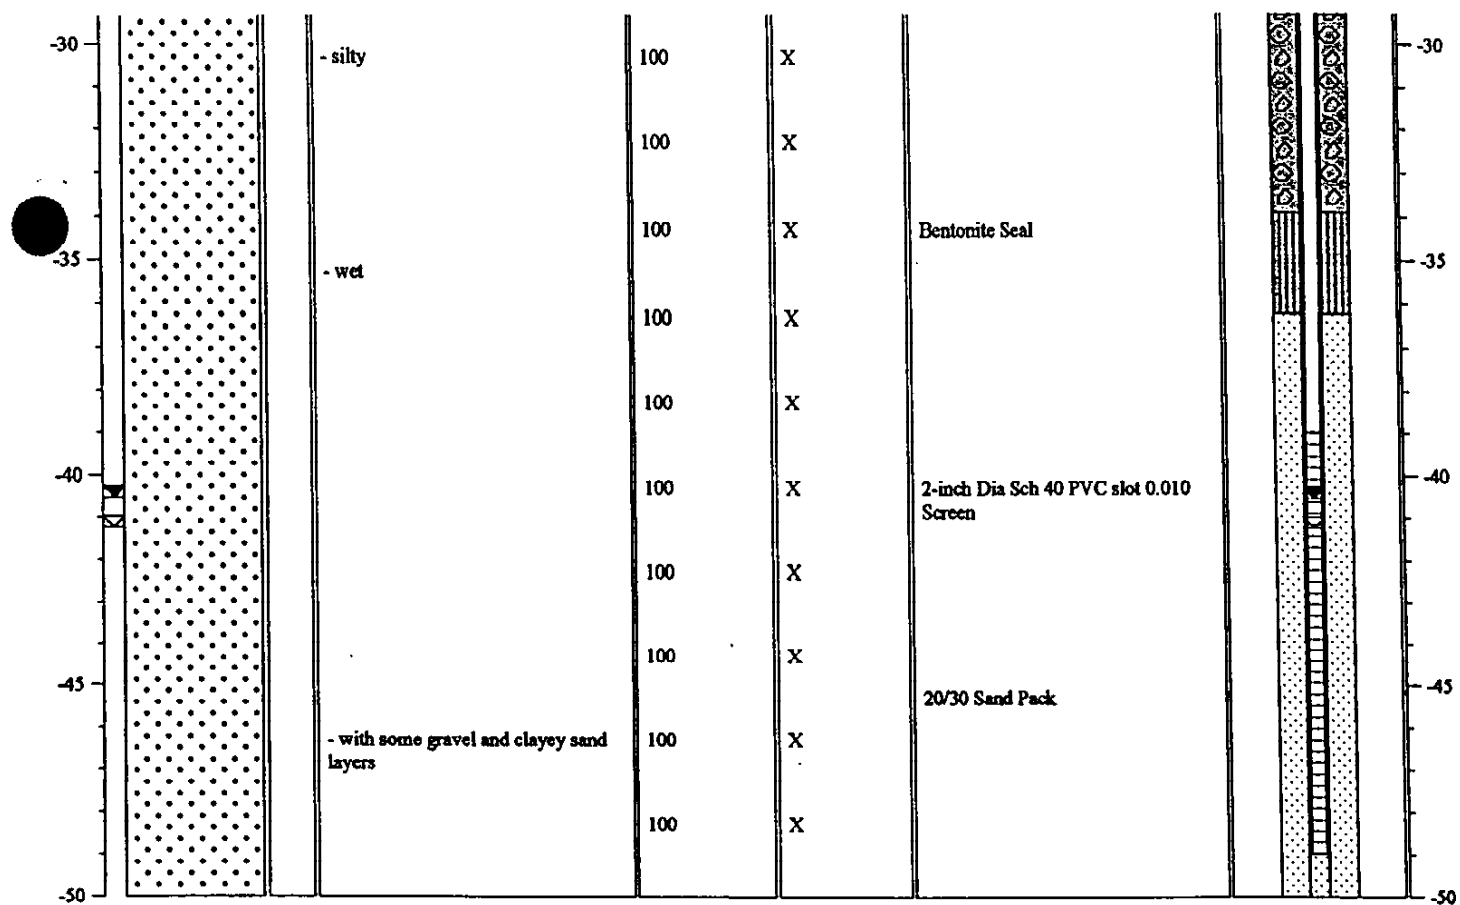 -30
- silty
100
X
-30
100
X
100
X
Bentonite Seal
-35
- wet
-35
100
X
100
X
-40
100
X
2-inch Dia Sch 40 PVC slot 0.010
Screen
-40
100
X
100
X
-45
20/30 Sand Pack
-45
- with some gravel and clayey sand
layers
100
X
100
X
-50
-50